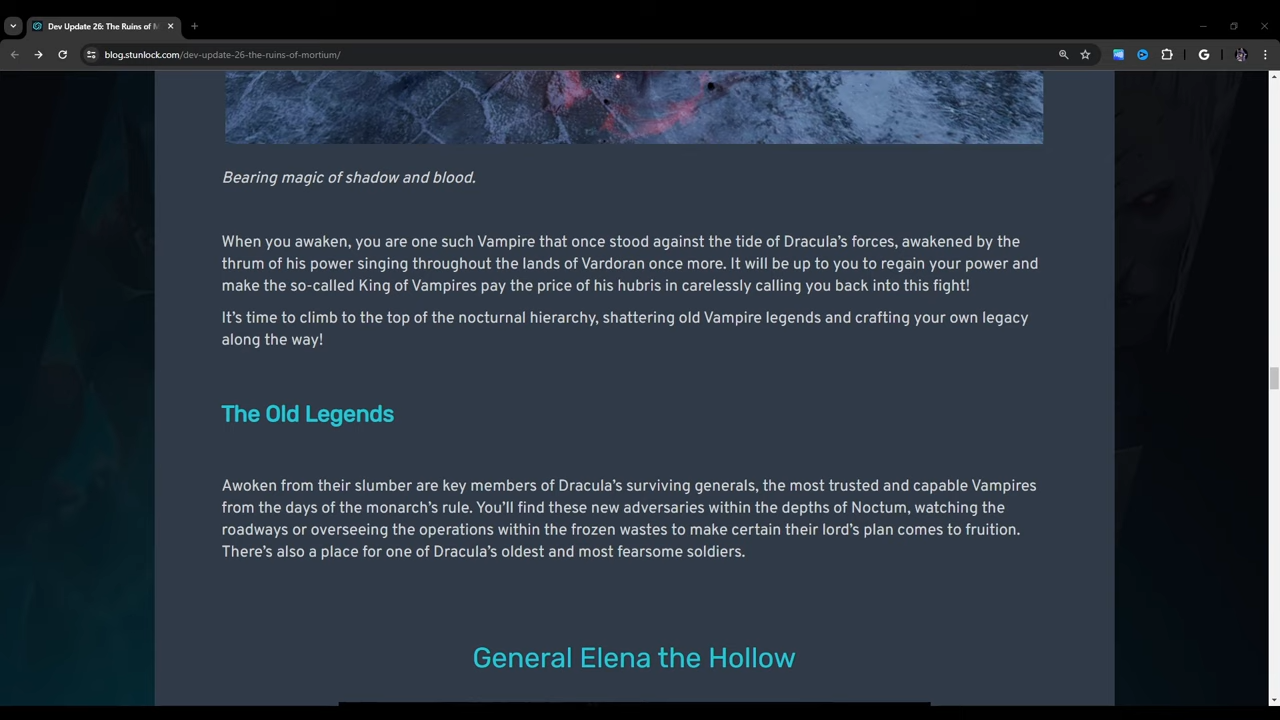 Dev Update 26: The Ruins of M
blog.stunlock.com/dev-update-26-the-ruins-of-mortium/
Bearing magic of shadow and blood.
When you awaken, you are one such Vampire that once stood against the tide of Dracula’s forces, awakened by the
thrum of his power singing throughout the lands of Vardoran once more. It will be up to you to regain your power and
make the so-called King of Vampires pay the price of his hubris in carelessly calling you back into this fight!
It’s time to climb to the top of the nocturnal hierarchy, shattering old Vampire legends and crafting your own legacy
along the way!
The Old Legends
Awoken from their slumber are key members of Dracula’s surviving generals, the most trusted and capable Vampires
from the days of the monarch’s rule. You’ll find these new adversaries within the depths of Noctum, watching the
roadways or overseeing the operations within the frozen wastes to make certain their lord’s plan comes to fruition.
There’s also a place for one of Dracula’s oldest and most fearsome soldiers.
General Elena the Hollow